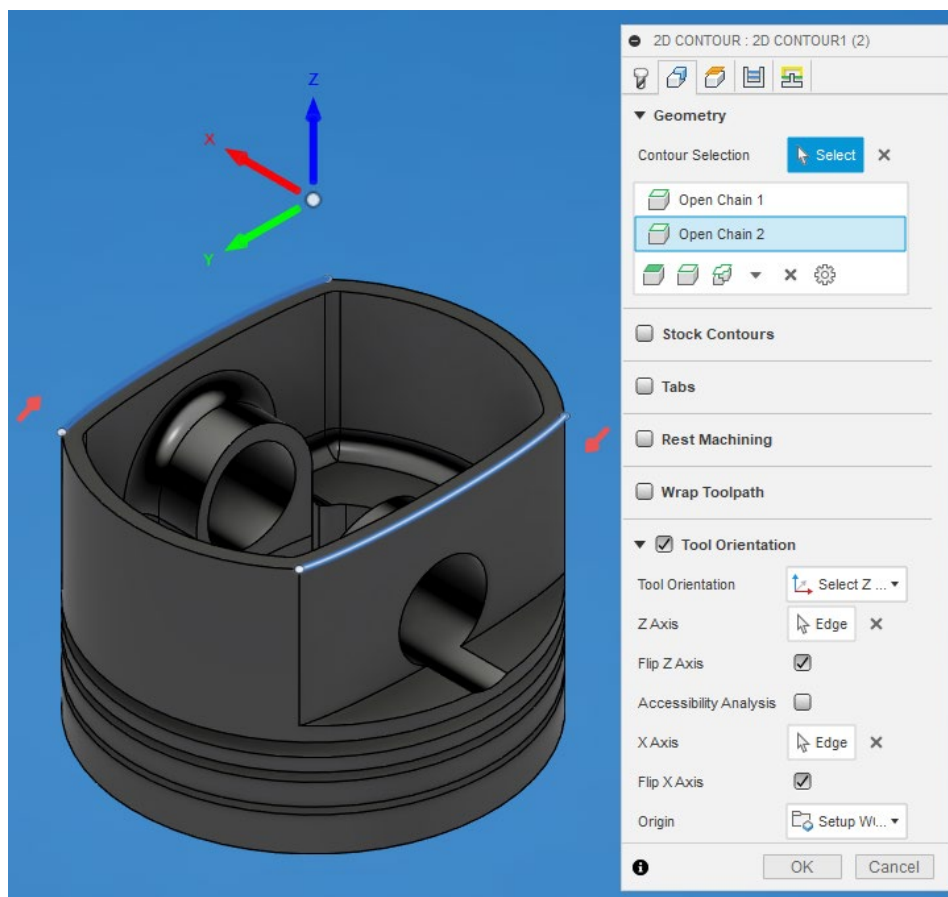 2D CONTOUR : 2D CONTOUR1 (2)
Z
X
Y
Geometry
Contour Selection Select
Open Chain 1
Open Chain 2
Stock Contours
Tabs
Rest Machining
Wrap Toolpath
Tool Orientation
Tool Orientation Select Z ...
Z Axis Edge
Flip Z Axis
Accessibility Analysis
X Axis Edge
Flip X Axis
Origin Setup W...
OK Cancel